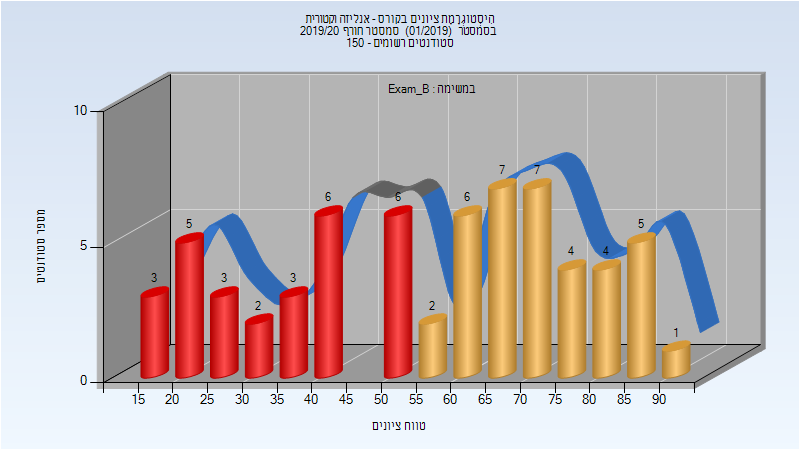 היסטוגרמת ציונים בקורס - אנליזה וקטורית
בסמסטר (01/2019) סמסטר חורף 2019/20
סטודנטים רשומים - 150
במשימה : Exam_B
מספר סטודנטים
10
5
0
3
5
3
2
3
6
6
2
6
7
7
4
4
5
1
15 20 25 30 35 40 45 50 55 60 65 70 75 80 85 90
טווח ציונים